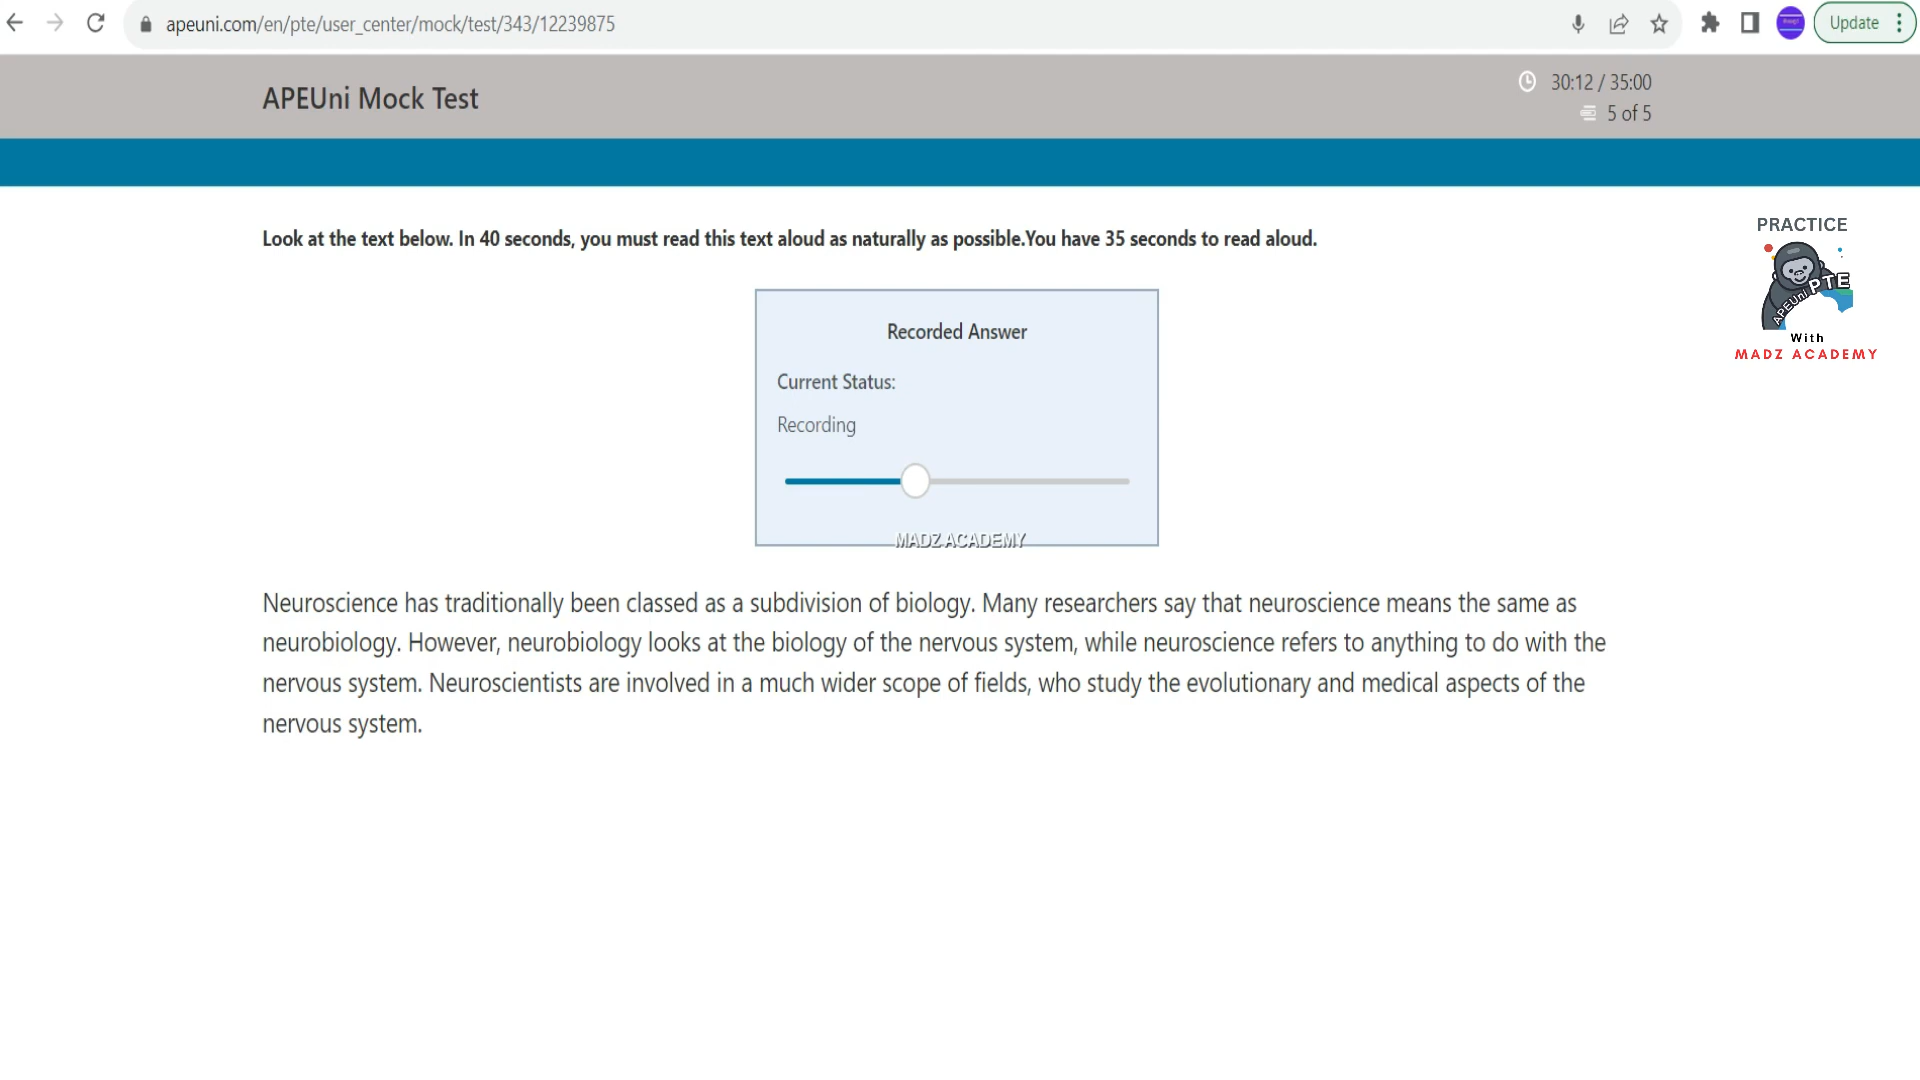 apeuni.com/en/pte/user_center/mock/test/343/12239875
Update
APEUni Mock Test
30:12 / 35:00
5 of 5
Look at the text below. In 40 seconds, you must read this text aloud as naturally as possible.You have 35 seconds to read aloud.
PRACTICE
APEUni PTE
With
MADZ ACADEMY
Recorded Answer
Current Status:
Recording
MADZ ACADEMY
Neuroscience has traditionally been classed as a subdivision of biology. Many researchers say that neuroscience means the same as
neurobiology. However, neurobiology looks at the biology of the nervous system, while neuroscience refers to anything to do with the
nervous system. Neuroscientists are involved in a much wider scope of fields, who study the evolutionary and medical aspects of the
nervous system.